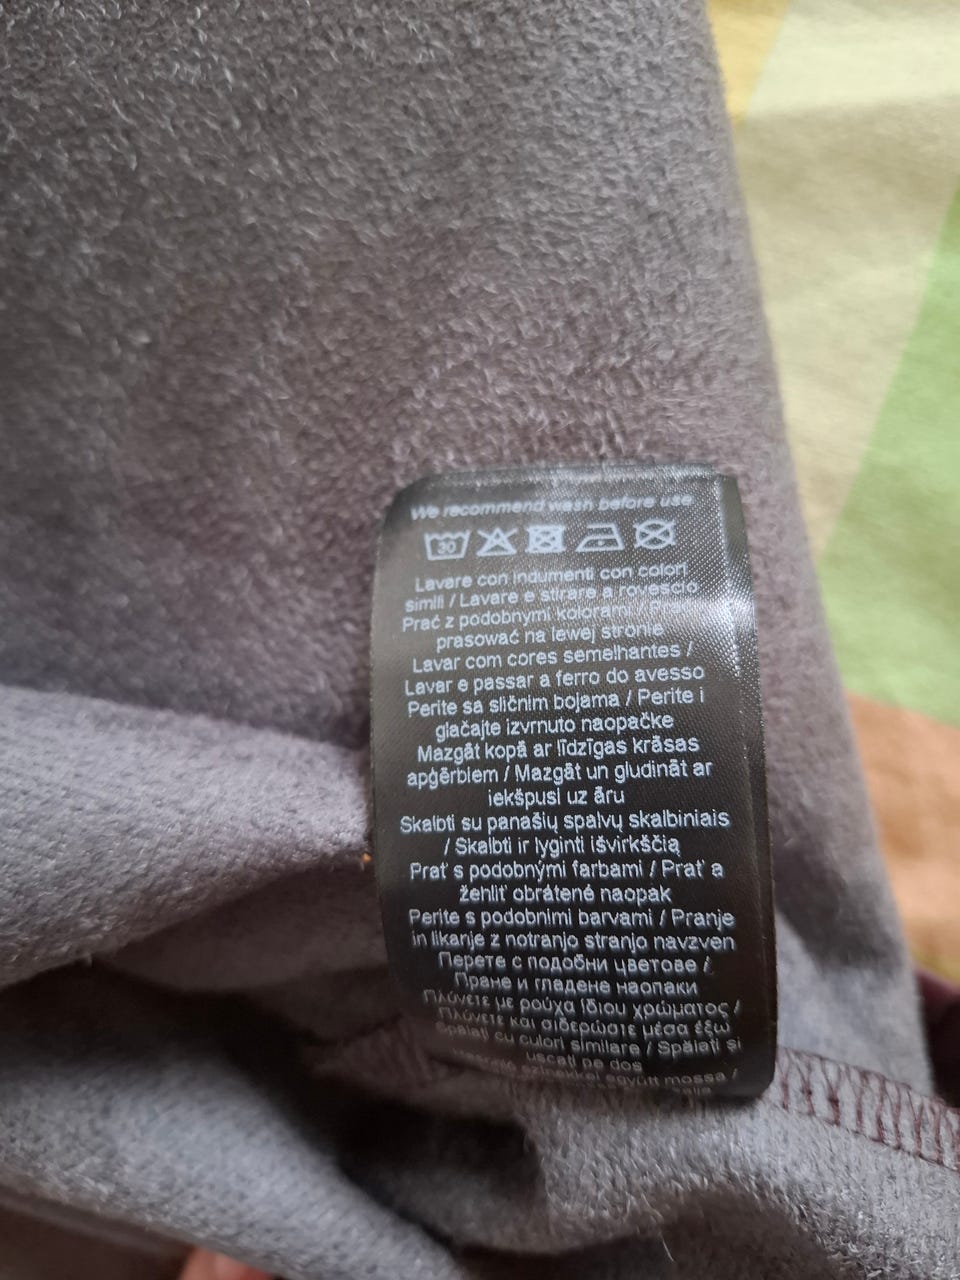 We recommend wash before use
30
Lavare con indumenti con colori
simili / Lavare e stirare a rovescio
Prać z podobnymi kolorami /
prasować na lewej stronie
Lavar com cores semelhantes /
Lavar e passar a ferro do avesso
Perite sa sličnim bojama / Perite i
glačajte izvrnuto naopačke
Mazgāt kopā ar līdzīgas krāsas
apģērbiem / Mazgāt un gludināt ar
iekšpusi uz āru
Skalbti su panašių spalvų skalbiniais
/ Skalbti ir lyginti išvirkščią
Prať s podobnými farbami / Prať a
žehliť obrátené naopak
Perite s podobnimi barvami / Pranje
in likanje z notranjo stranjo navzven
Перете с подобни цветове /
Пране и гладене наопаки
Πλύνετε με ρούχα ίδιου χρώματος /
Πλύνετε και σιδερώστε μέσα έξω
Spălați cu culori similare / Spălați și
uscați pe dos
együtt mossa /